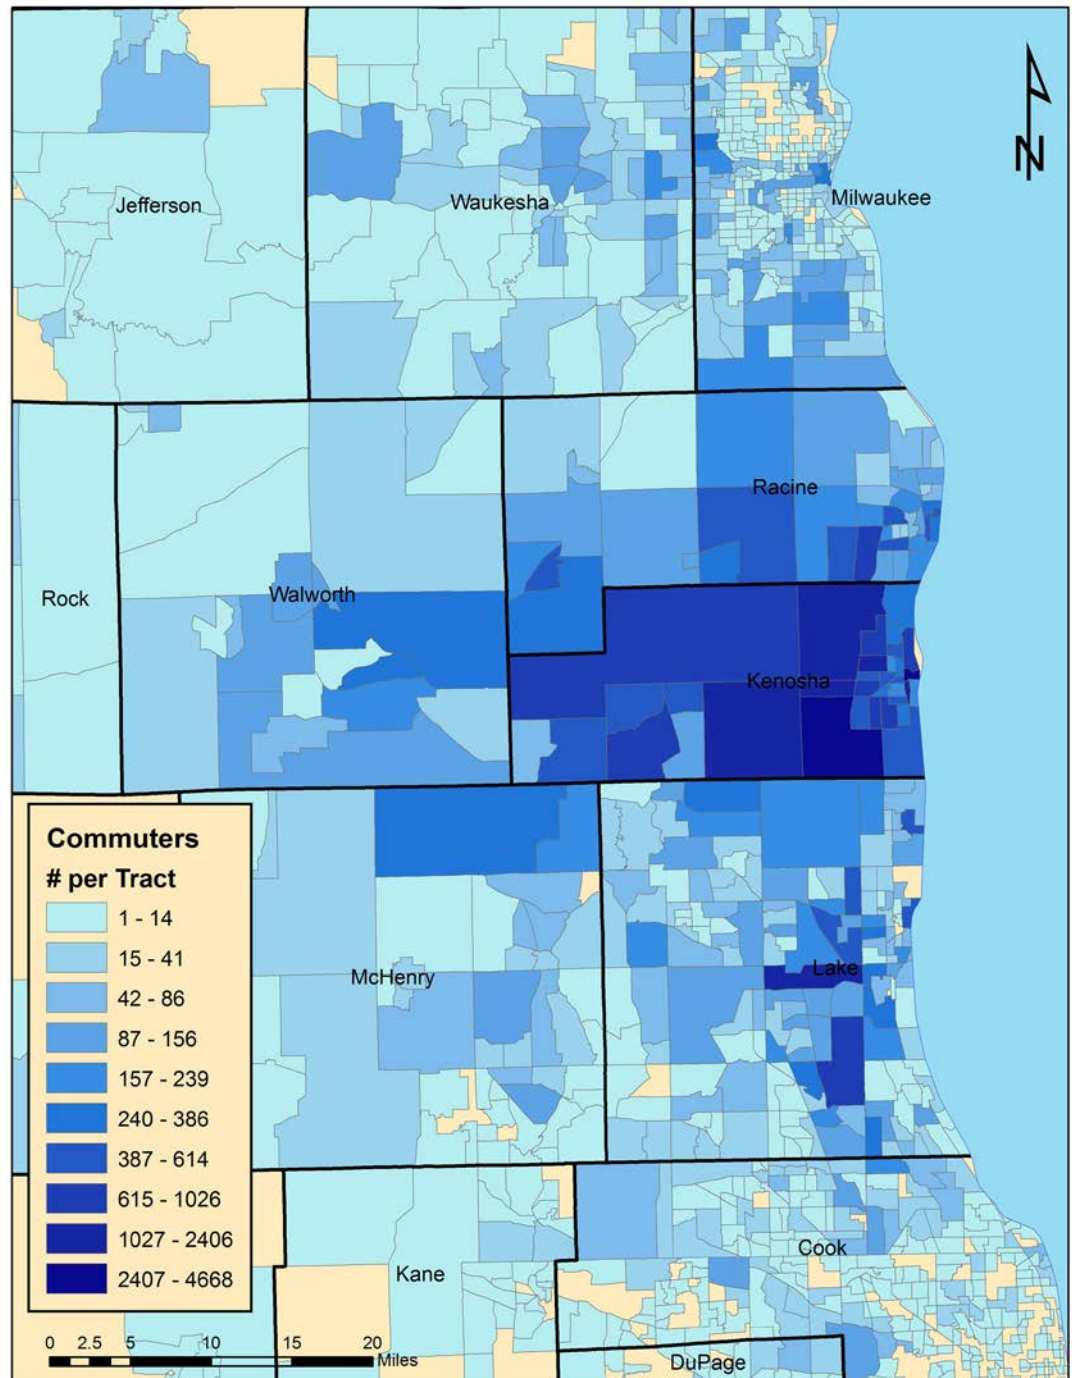 N
Jefferson
Waukesha
Milwaukee
Racine
Rock
Walworth
Kenosha
Commuters
# per Tract
1 - 14
15 - 41
42 - 86
87 - 156
157 - 239
240 - 386
387 - 614
615 - 1026
1027 - 2406
2407 - 4668
McHenry
Lake
Cook
Kane
0 2.5 5 10 15 20
Miles
DuPage